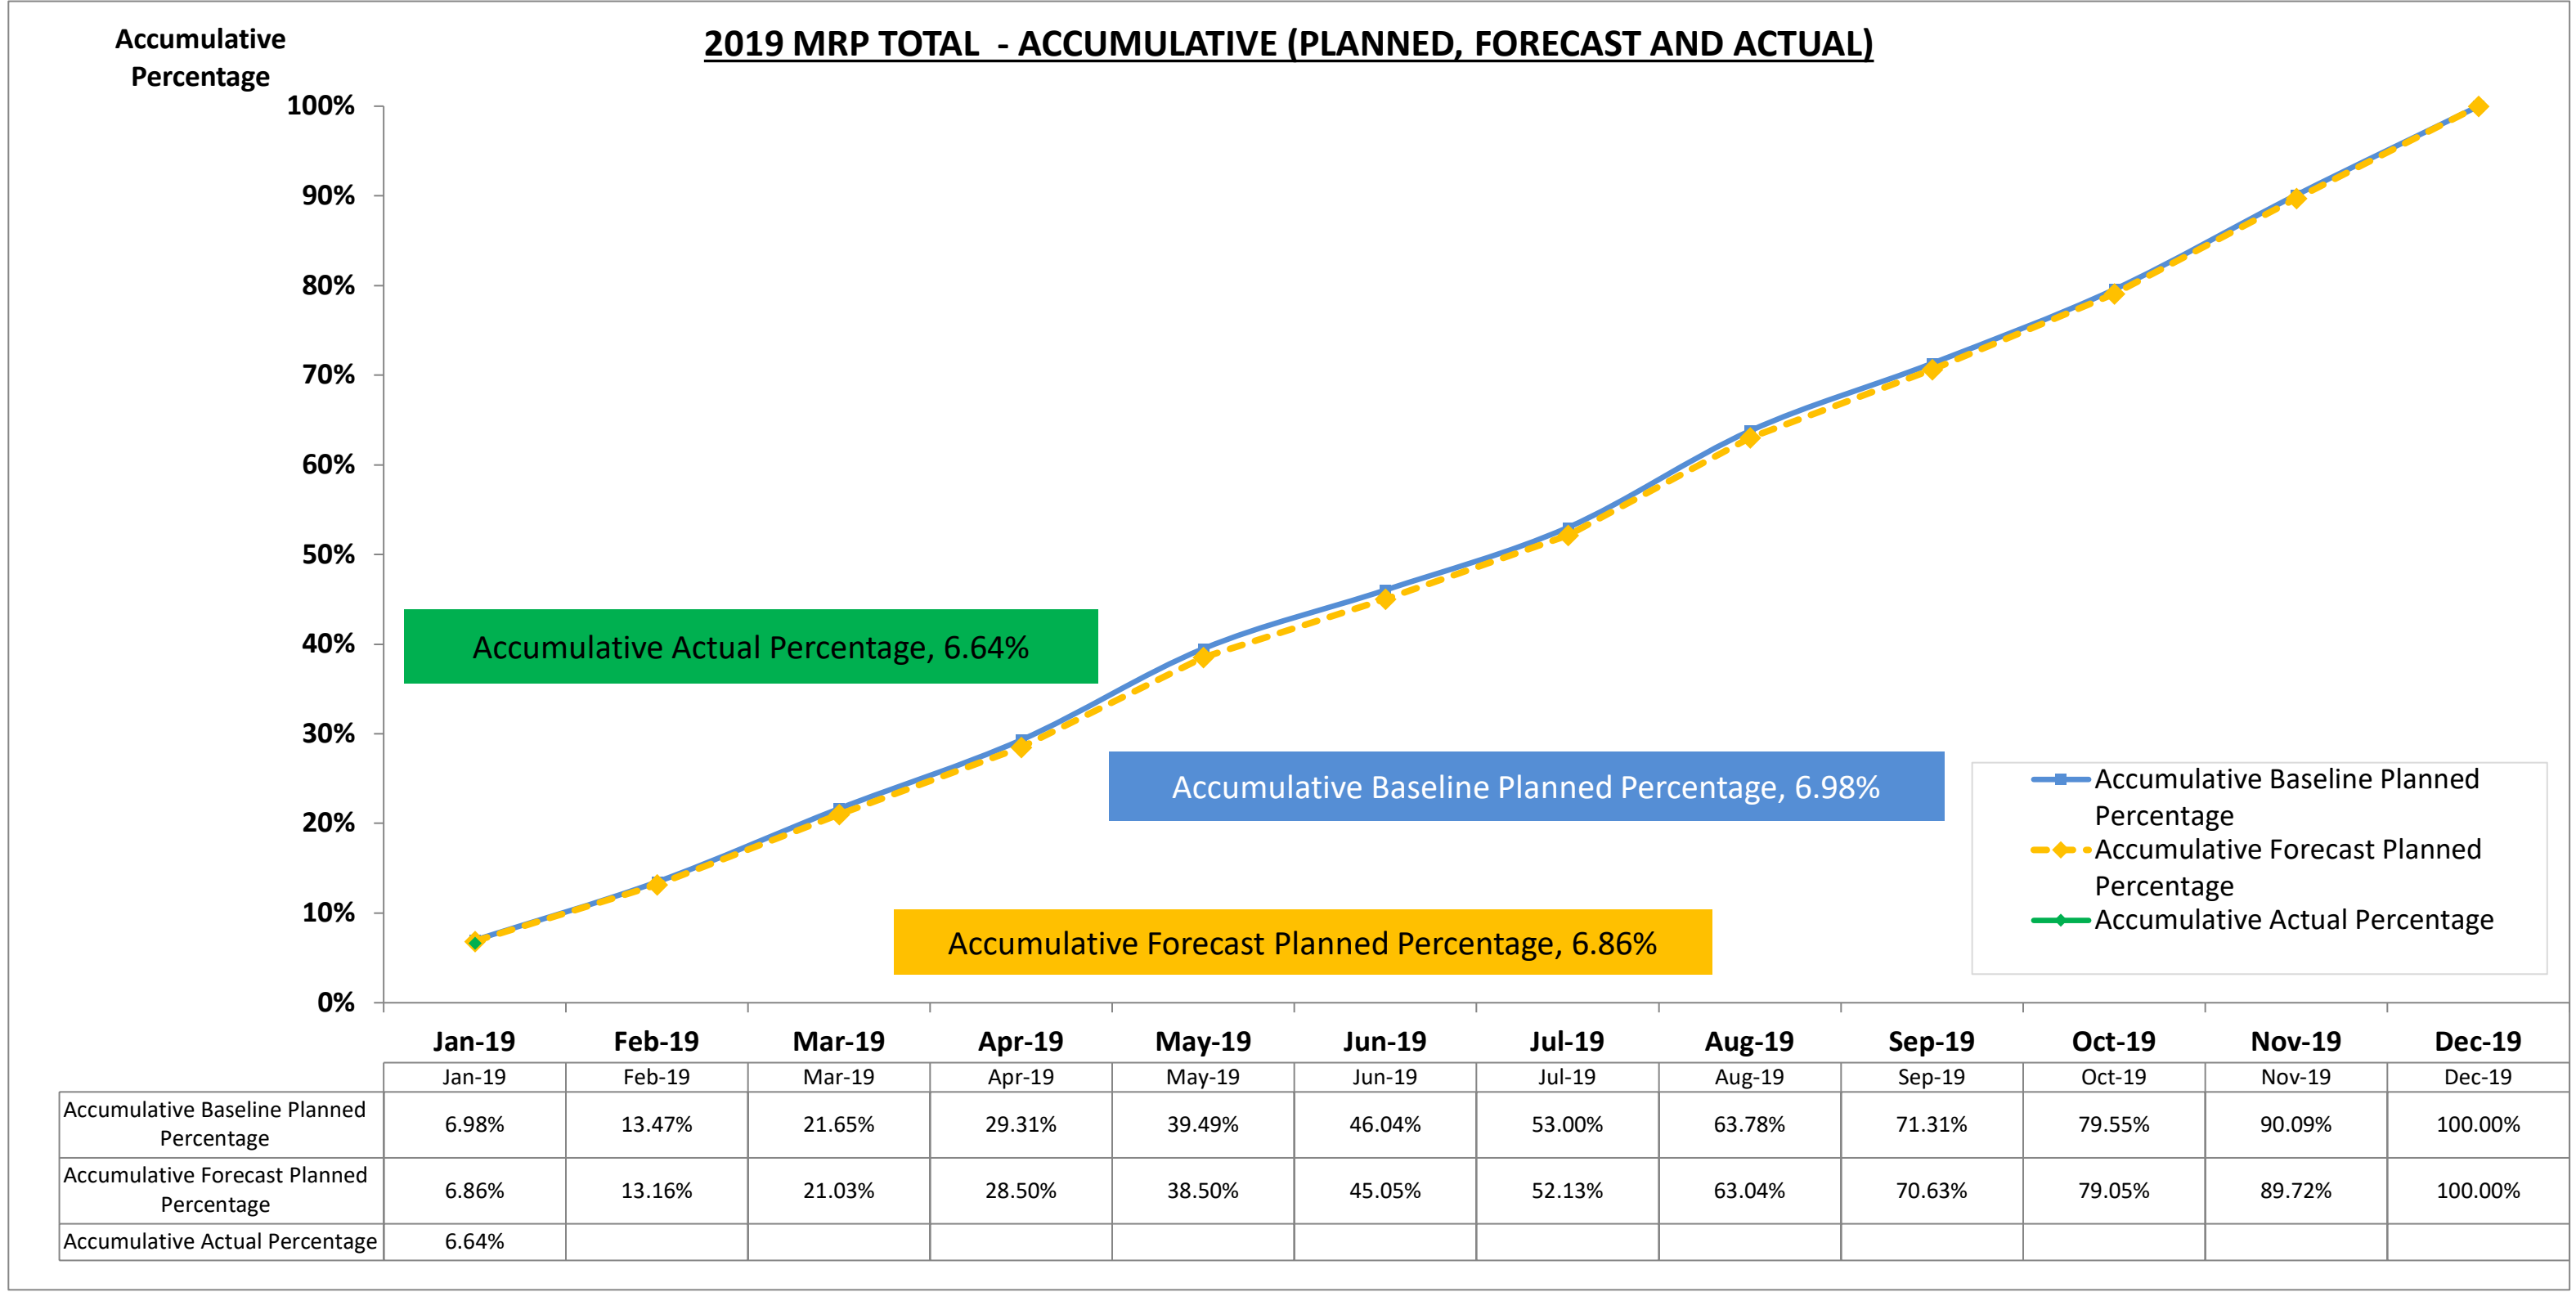 Accumulative
Percentage
2019 MRP TOTAL - ACCUMULATIVE (PLANNED, FORECAST AND ACTUAL)
100%
90%
80%
70%
60%
50%
40%
30%
20%
10%
0%
Accumulative Actual Percentage, 6.64%
Accumulative Baseline Planned Percentage, 6.98%
Accumulative Forecast Planned Percentage, 6.86%
Accumulative Baseline Planned
Percentage
Accumulative Forecast Planned
Percentage
Accumulative Actual Percentage
Jan-19 Feb-19 Mar-19 Apr-19 May-19 Jun-19 Jul-19 Aug-19 Sep-19 Oct-19 Nov-19 Dec-19
Jan-19 Feb-19 Mar-19 Apr-19 May-19 Jun-19 Jul-19 Aug-19 Sep-19 Oct-19 Nov-19 Dec-19
Accumulative Baseline Planned
Percentage
6.98% 13.47% 21.65% 29.31% 39.49% 46.04% 53.00% 63.78% 71.31% 79.55% 90.09% 100.00%
Accumulative Forecast Planned
Percentage
6.86% 13.16% 21.03% 28.50% 38.50% 45.05% 52.13% 63.04% 70.63% 79.05% 89.72% 100.00%
Accumulative Actual Percentage 6.64%